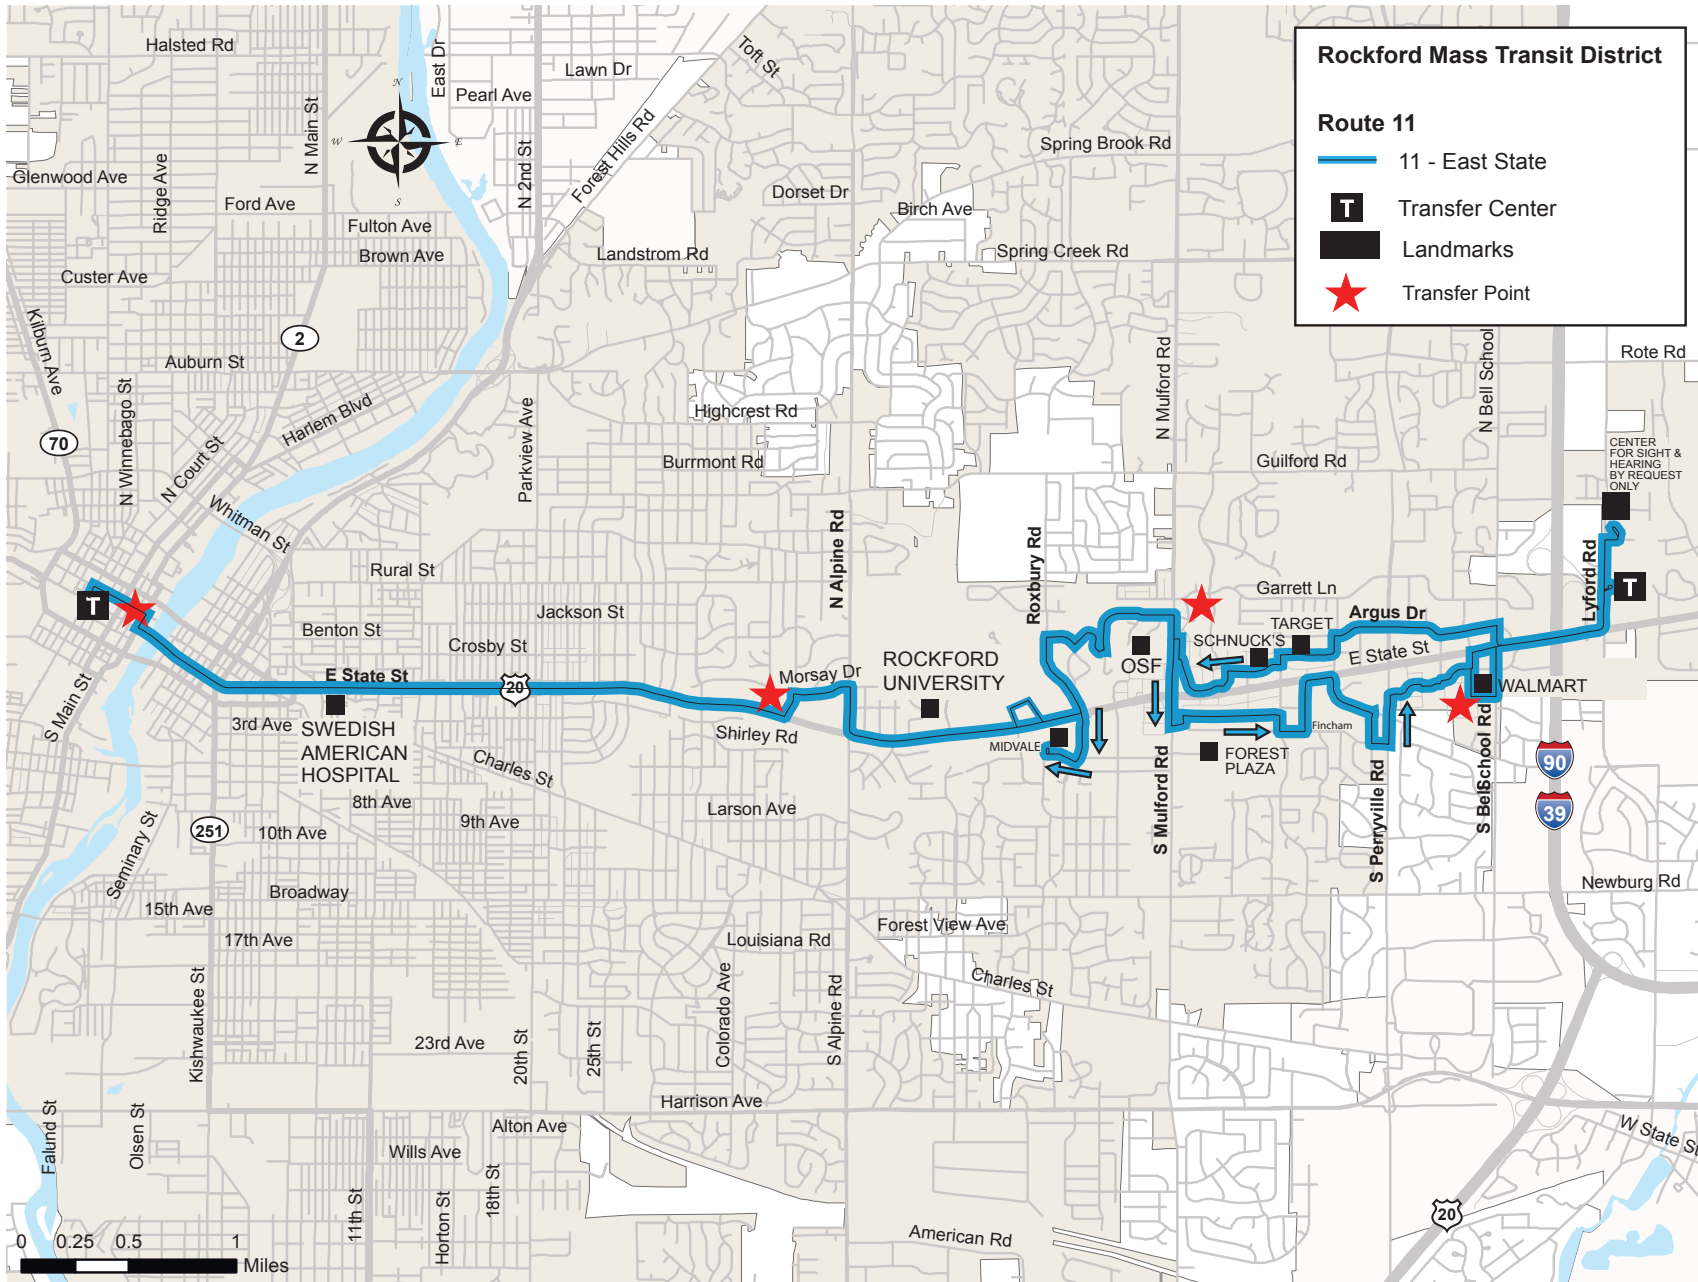 Rockford Mass Transit District
Route 11
11 - East State
T
Transfer Center
Landmarks
Transfer Point
Halsted Rd
N Main St
East Dr
Pearl Ave
Lawn Dr
Toft St
N 2nd St
Forest Hills Rd
Spring Brook Rd
N
W
E
S
Glenwood Ave
Ridge Ave
Ford Ave
Fulton Ave
Brown Ave
Dorset Dr
Birch Ave
Landstrom Rd
Spring Creek Rd
Custer Ave
Kilburn Ave
2
Auburn St
N Winnebago St
Harlem Blvd
N Court St
70
Whitman St
Parkview Ave
Highcrest Rd
Burrmont Rd
N Mulford Rd
Guilford Rd
N Bell School
Rote Rd
CENTER
FOR SIGHT &
HEARING
BY REQUEST
ONLY
N Alpine Rd
Roxbury Rd
Lyford Rd
T
T
Rural St
Jackson St
Benton St
Crosby St
E State St
20
Morsay Dr
ROCKFORD
UNIVERSITY
OSF
SCHNUCK'S
TARGET
Garrett Ln
Argus Dr
E State St
WALMART
S Main St
3rd Ave
SWEDISH
AMERICAN
HOSPITAL
Shirley Rd
MIDVALE
Fincham
FOREST
PLAZA
S Mulford Rd
S Perryville Rd
S Bell School Rd
90
39
Charles St
8th Ave
9th Ave
Larson Ave
251
10th Ave
Seminary St
Broadway
15th Ave
17th Ave
Newburg Rd
Forest View Ave
Louisiana Rd
Charles St
Kishwaukee St
Colorado Ave
S Alpine Rd
23rd Ave
20th St
25th St
Harrison Ave
Alton Ave
Falund St
Olsen St
Wills Ave
11th St
Horton St
18th St
American Rd
W State St
20
0 0.25 0.5 1
Miles